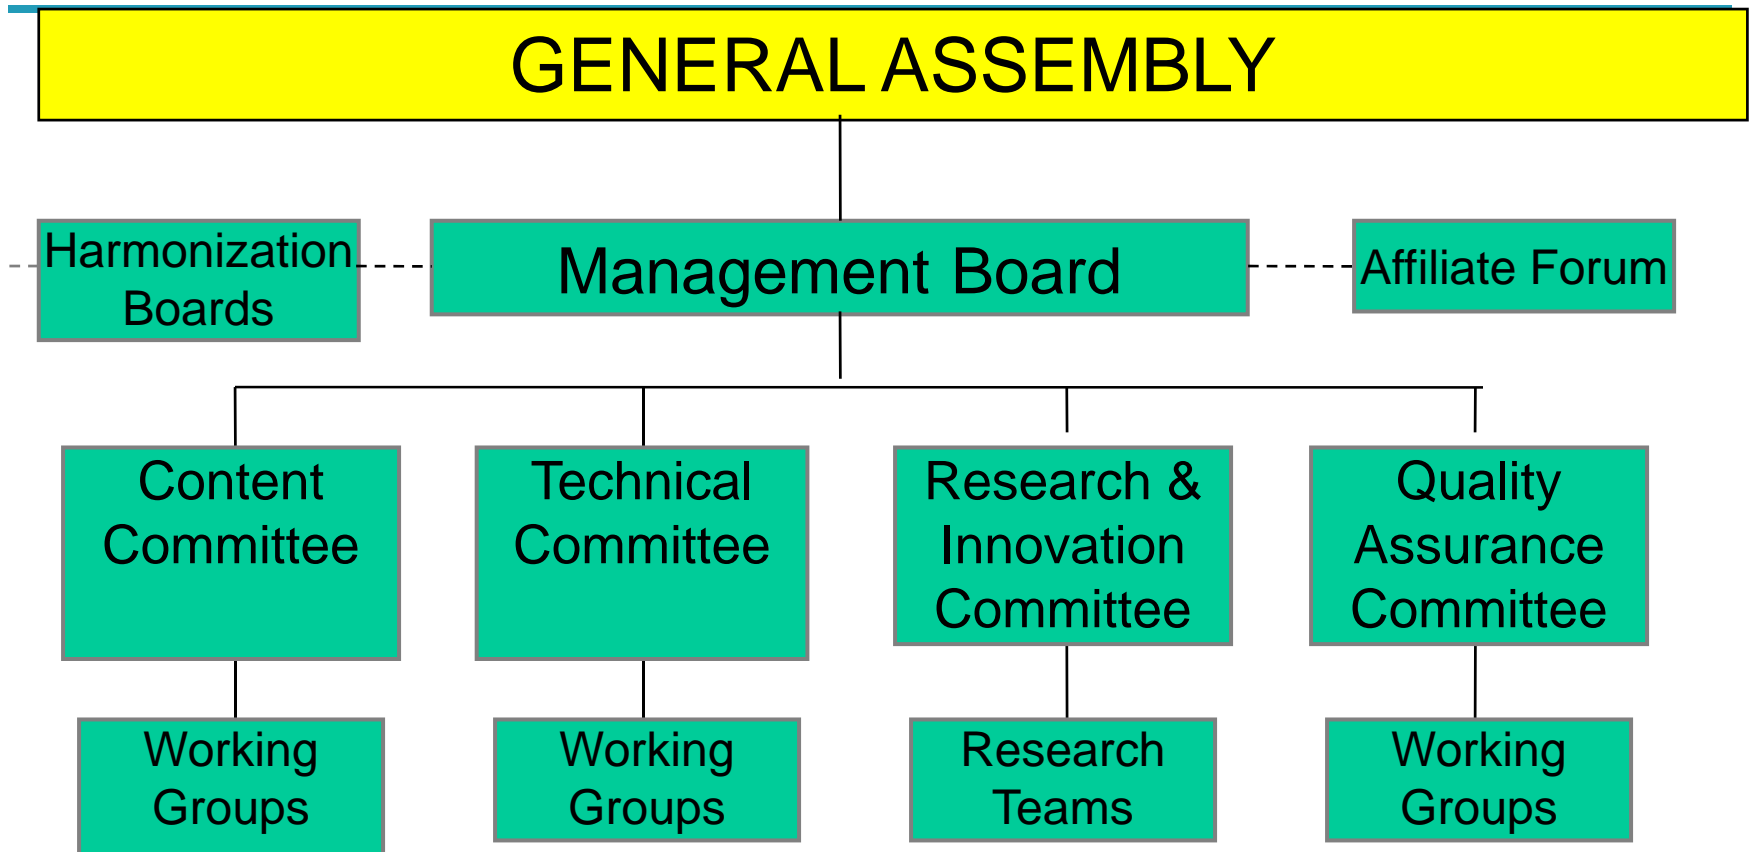 GENERAL ASSEMBLY
Harmonization
Boards
Management Board
Affiliate Forum
Content
Committee
Technical
Committee
Research &
Innovation
Committee
Quality
Assurance
Committee
Working
Groups
Working
Groups
Research
Teams
Working
Groups